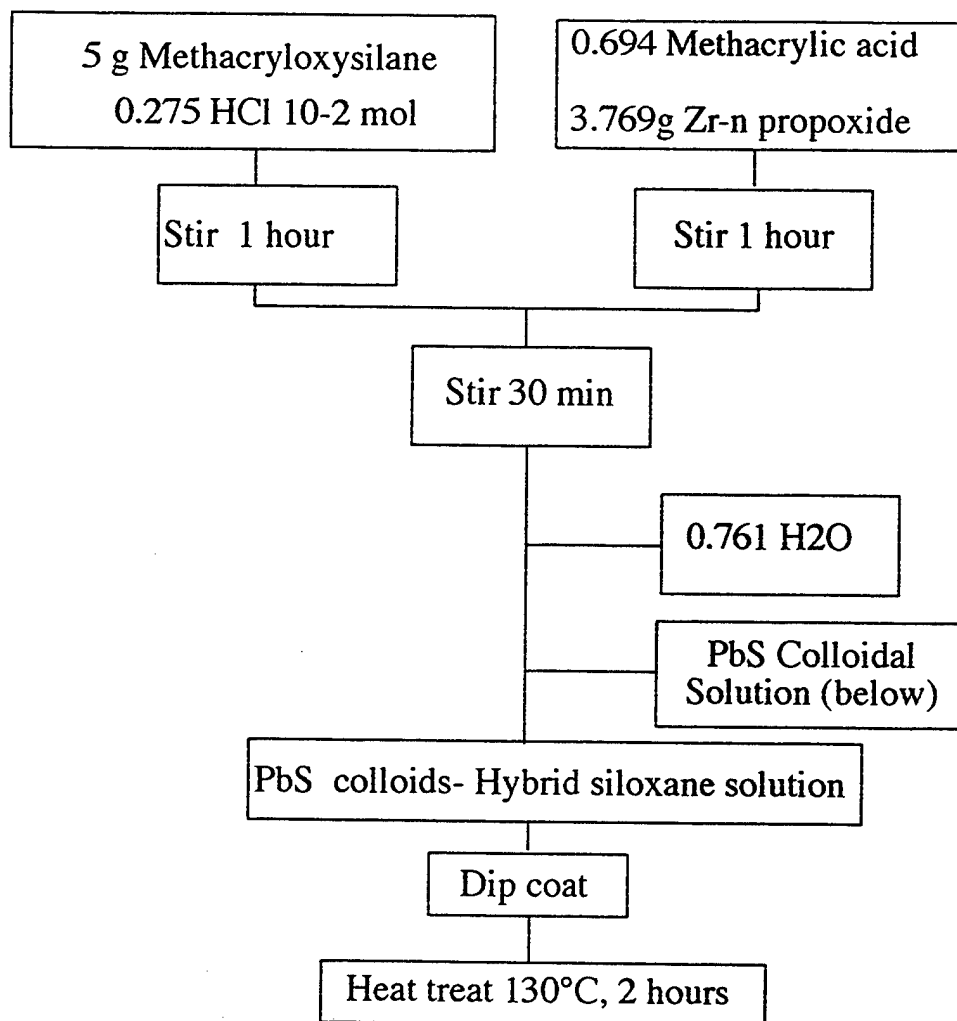 5 g Methacryloxysilane
0.275 HCl 10-2 mol
0.694 Methacrylic acid
3.769g Zr-n propoxide
Stir 1 hour
Stir 1 hour
Stir 30 min
0.761 H2O
PbS Colloidal
Solution (below)
PbS colloids- Hybrid siloxane solution
Dip coat
Heat treat 130°C, 2 hours